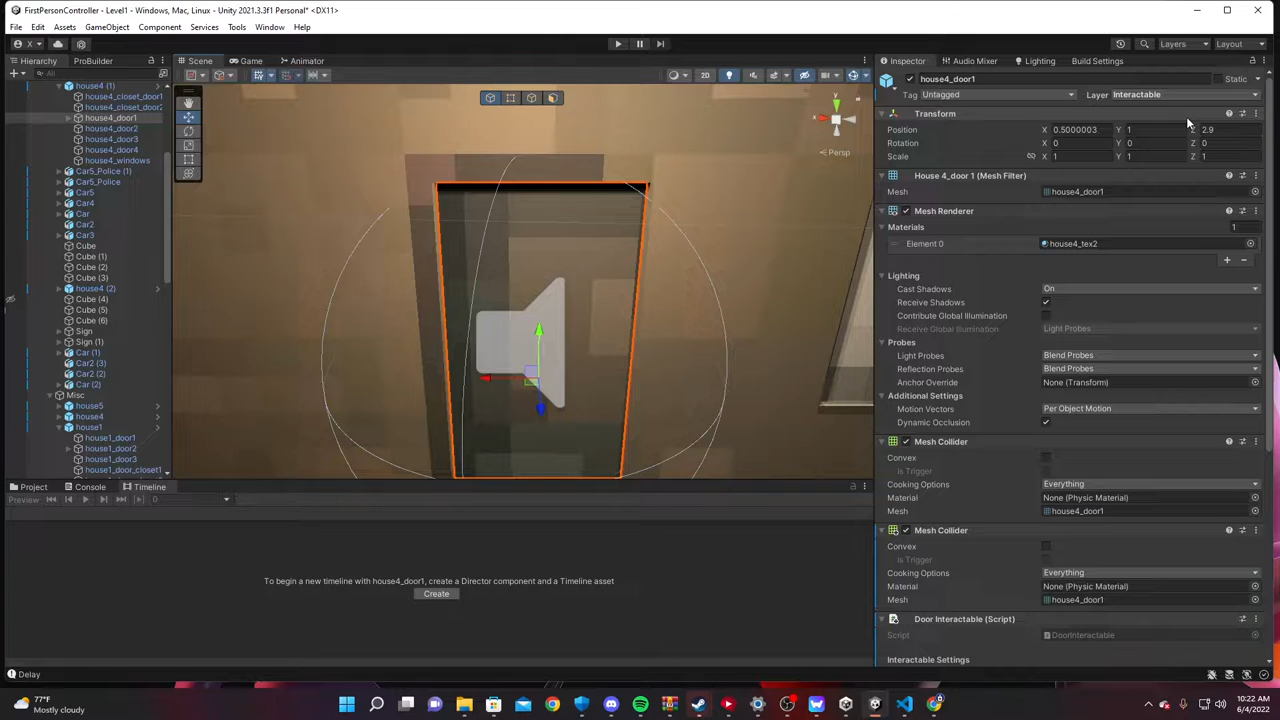 FirstPersonController - Level1 - Windows, Mac, Linux - Unity 2021.3.3f1 Personal* <DX11>
File Edit Assets GameObject Component Services Tools Window Help
X Layers Layout
Hierarchy ProBuilder Scene Game Animator Inspector Audio Mixer Lighting Build Settings
All 2D
house4 (1)
house4_closet_door1
house4_closet_door2
house4_door1
house4_door2
house4_door3
house4_door4
house4_windows
Car5_Police (1)
Car5_Police
Car5
Car4
Car
Car2
Car3
Cube
Cube (1)
Cube (2)
Cube (3)
house4 (2)
Cube (4)
Cube (5)
Cube (6)
Sign
Sign (1)
Car (1)
Car2 (3)
Car2 (2)
Car (2)
Misc
house5
house4
house1
house1_door1
house1_door2
house1_door3
house1_door_closet1
y
x
Persp
house4_door1 Static
Tag Untagged Layer Interactable
Transform
Position X 0.5000003 Y 1 Z 2.9
Rotation X 0 Y 0 Z 0
Scale X 1 Y 1 Z 1
House 4_door 1 (Mesh Filter)
Mesh house4_door1
Mesh Renderer
Materials 1
Element 0 house4_tex2
Lighting
Cast Shadows On
Receive Shadows
Contribute Global Illumination
Receive Global Illumination Light Probes
Probes
Light Probes Blend Probes
Reflection Probes Blend Probes
Anchor Override None (Transform)
Additional Settings
Motion Vectors Per Object Motion
Dynamic Occlusion
Mesh Collider
Convex
Is Trigger
Cooking Options Everything
Material None (Physic Material)
Mesh house4_door1
Mesh Collider
Convex
Is Trigger
Cooking Options Everything
Material None (Physic Material)
Mesh house4_door1
Door Interactable (Script)
Script DoorInteractable
Interactable Settings
Project Console Timeline
Preview 0
To begin a new timeline with house4_door1, create a Director component and a Timeline asset
Create
Delay
77°F
Mostly cloudy
10:22 AM
6/4/2022